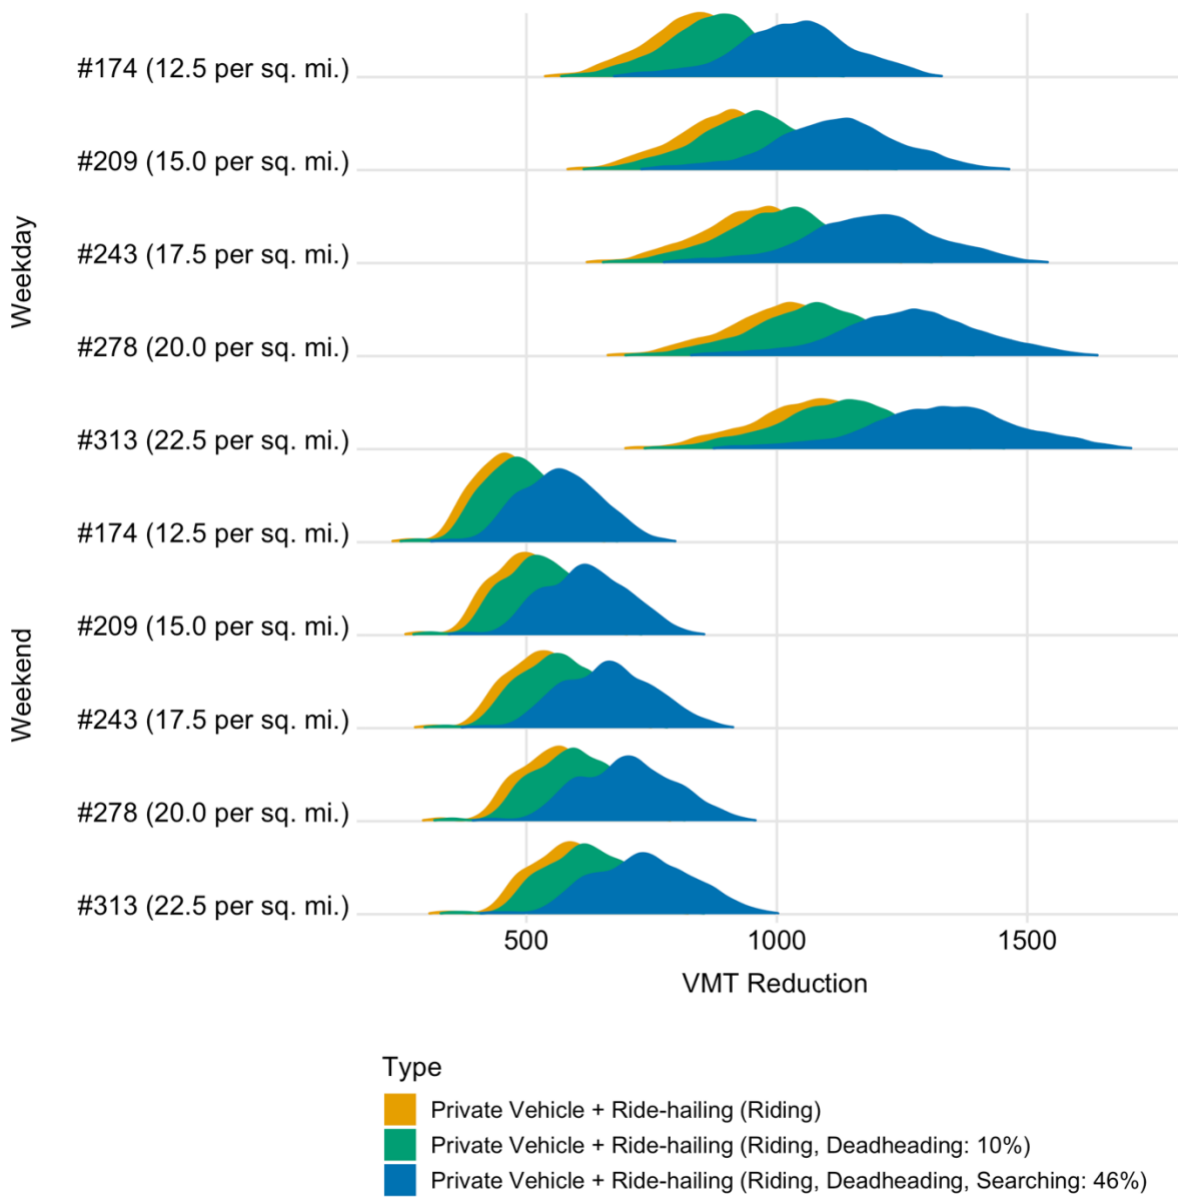 Weekday
#174 (12.5 per sq. mi.)
#209 (15.0 per sq. mi.)
#243 (17.5 per sq. mi.)
#278 (20.0 per sq. mi.)
#313 (22.5 per sq. mi.)
Weekend
#174 (12.5 per sq. mi.)
#209 (15.0 per sq. mi.)
#243 (17.5 per sq. mi.)
#278 (20.0 per sq. mi.)
#313 (22.5 per sq. mi.)
500 1000 1500
VMT Reduction
Type
Private Vehicle + Ride-hailing (Riding)
Private Vehicle + Ride-hailing (Riding, Deadheading: 10%)
Private Vehicle + Ride-hailing (Riding, Deadheading, Searching: 46%)